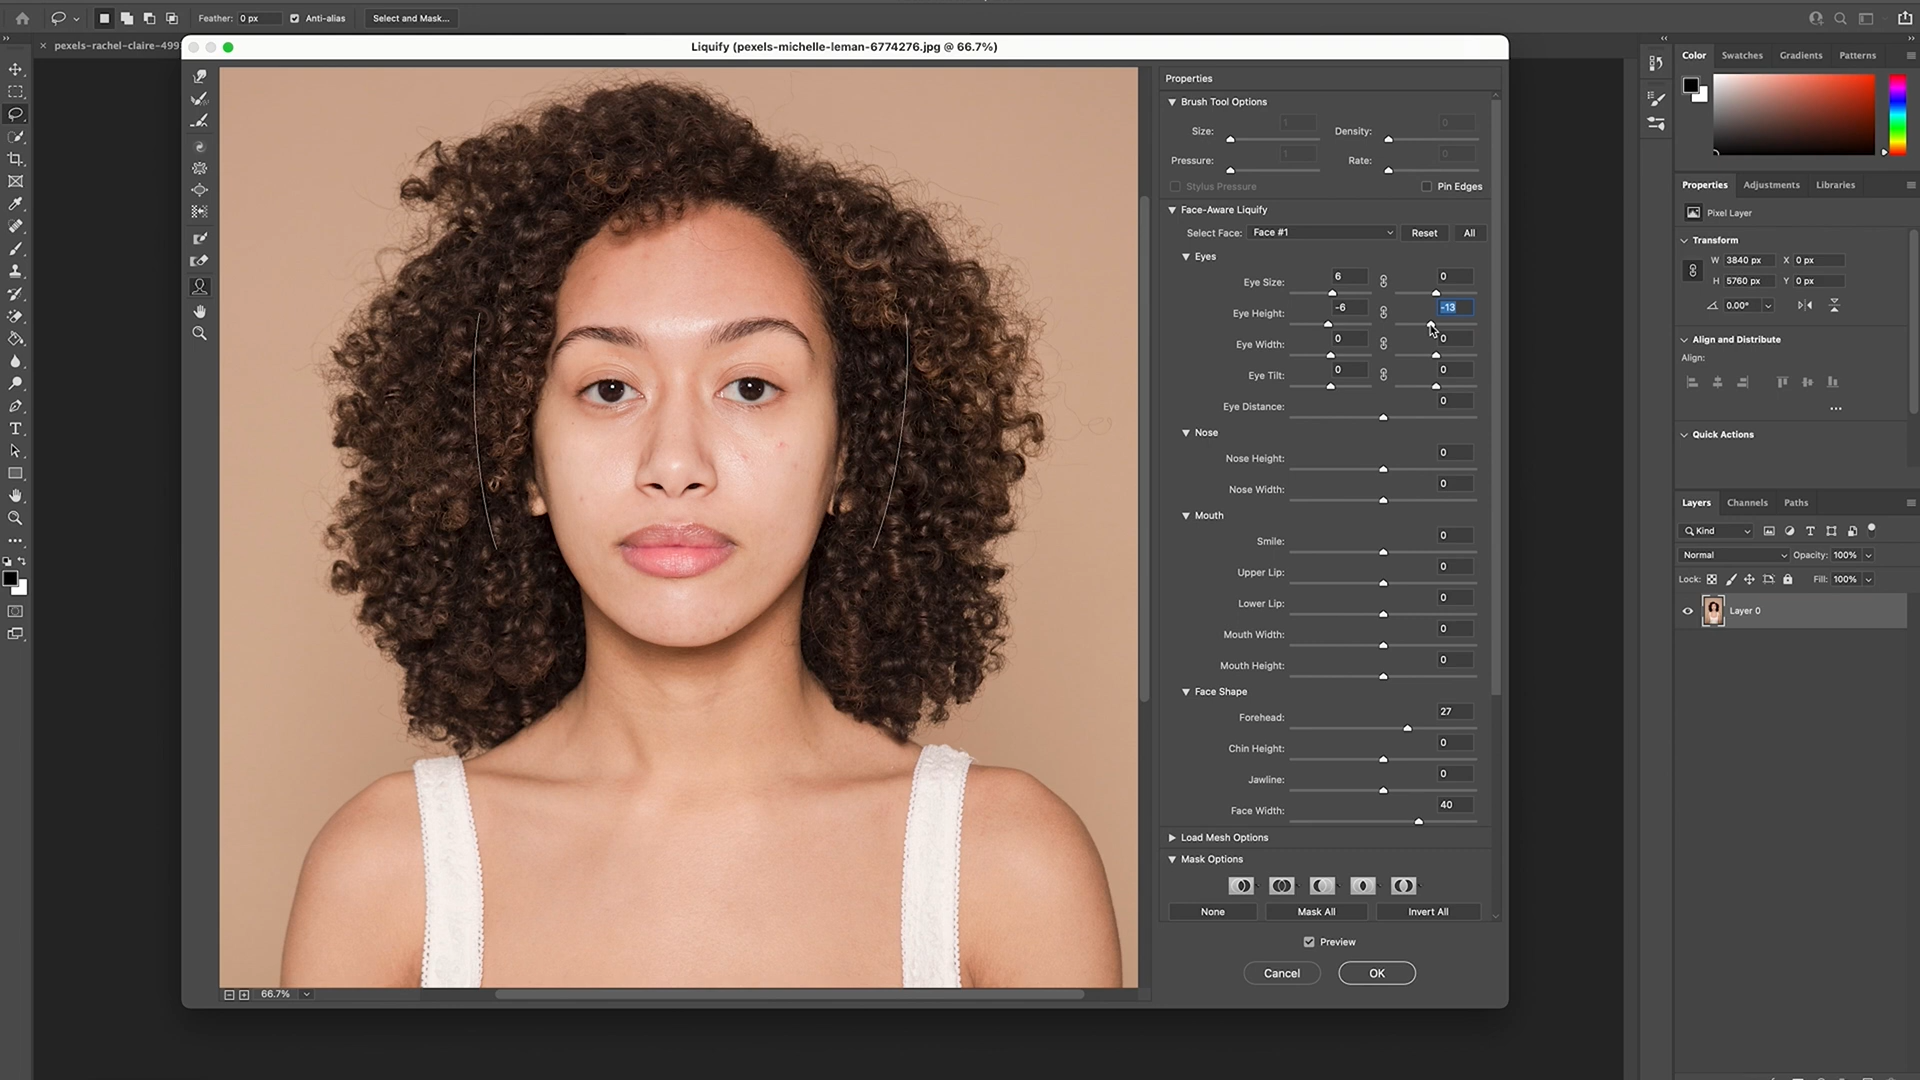 Feather: 0 px Anti-alias Select and Mask...
pexels-rachel-claire-499
Liquify (pexels-michelle-leman-6774276.jpg @ 66.7%)
Properties
Brush Tool Options
Size: 1 Density: 0
Pressure: 1 Rate: 0
Stylus Pressure Pin Edges
Face-Aware Liquify
Select Face: Face #1 Reset All
Eyes
Eye Size: 6 0
Eye Height: -6 -13
Eye Width: 0 0
Eye Tilt: 0 0
Eye Distance: 0
Nose
Nose Height: 0
Nose Width: 0
Mouth
Smile: 0
Upper Lip: 0
Lower Lip: 0
Mouth Width: 0
Mouth Height: 0
Face Shape
Forehead: 27
Chin Height: 0
Jawline: 0
Face Width: 40
Load Mesh Options
Mask Options
None Mask All Invert All
Preview
Cancel OK
66.7%
Color Swatches Gradients Patterns
Properties Adjustments Libraries
Pixel Layer
Transform
W 3840 px X 0 px
H 5760 px Y 0 px
0.00°
Align and Distribute
Align:
Quick Actions
Layers Channels Paths
Kind
Normal Opacity: 100%
Lock: Fill: 100%
Layer 0